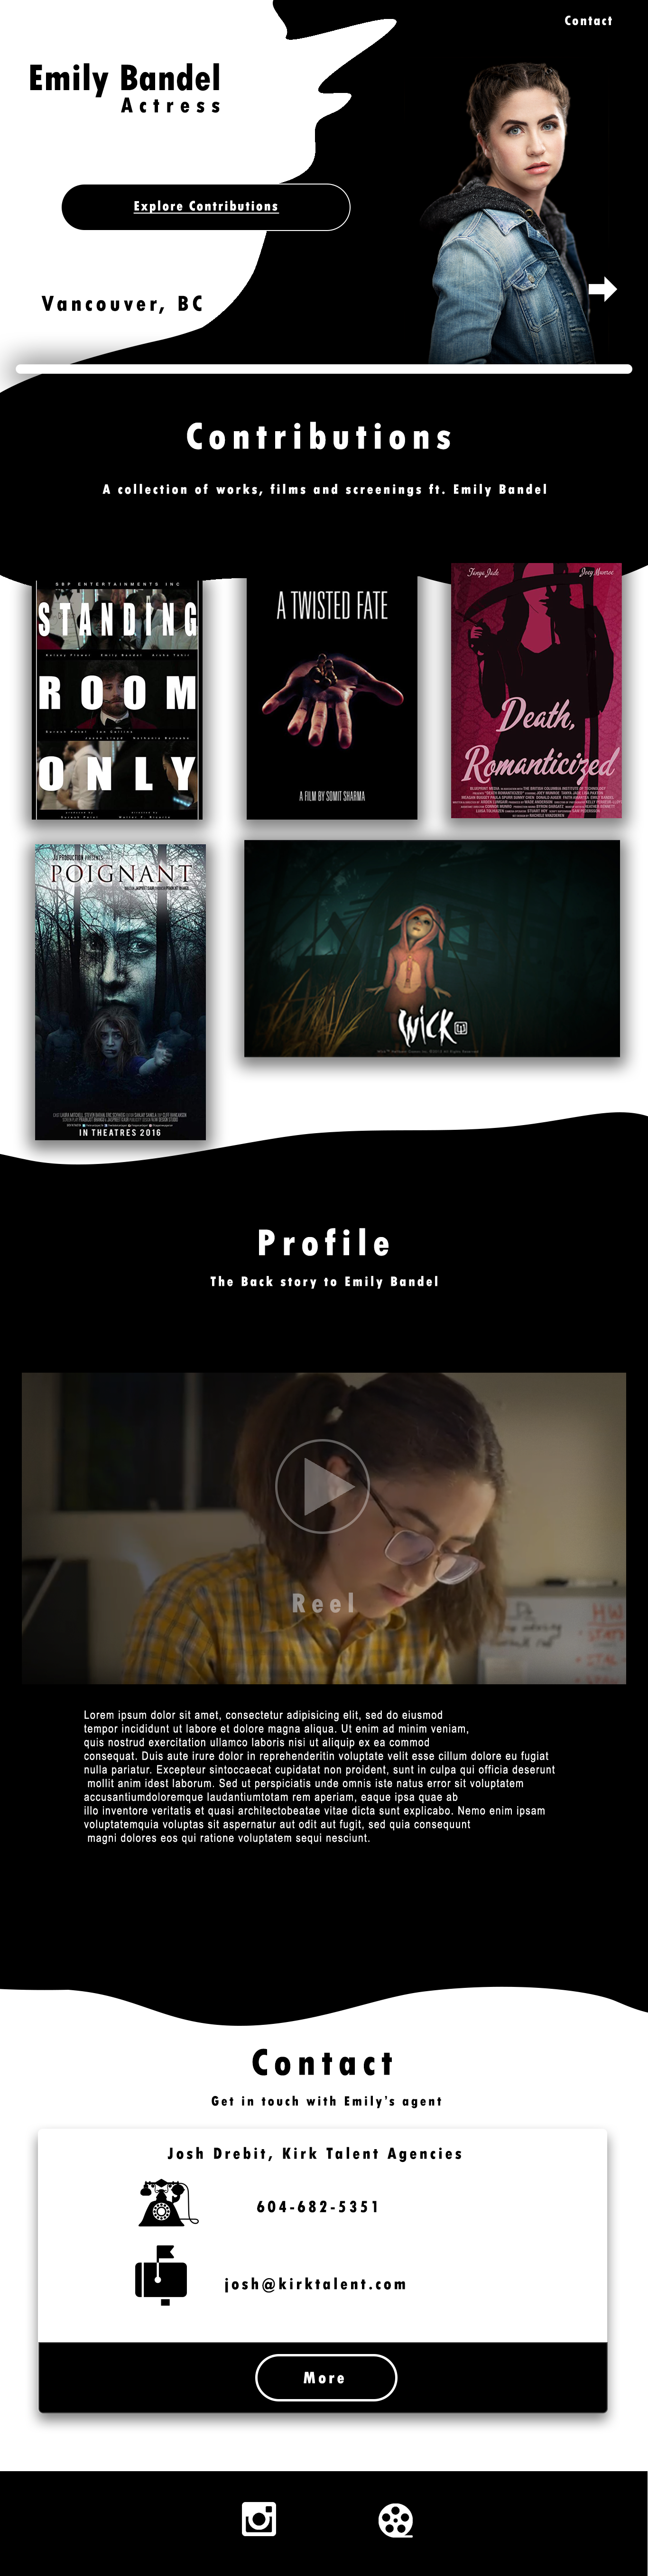 Contact
Emily Bandel
Actress
Explore Contributions
Vancouver, BC
Contributions
A collection of works, films and screenings ft. Emily Bandel
SBP ENTERTAINMENTS INC
STANDING
ROOM
ONLY
A TWISTED FATE
A FILM BY SOMIT SHARMA
Tanya Jade
Joey Munroe
Death,
Romanticized
POIGNANT
IN THEATRES 2016
WICK
Profile
The Back story to Emily Bandel
Reel
HW
Lorem ipsum dolor sit amet, consectetur adipisicing elit, sed do eiusmod
tempor incididunt ut labore et dolore magna aliqua. Ut enim ad minim veniam,
quis nostrud exercitation ullamco laboris nisi ut aliquip ex ea commod
consequat. Duis aute irure dolor in reprehenderitin voluptate velit esse cillum dolore eu fugiat
nulla pariatur. Excepteur sintoccaecat cupidatat non proident, sunt in culpa qui officia deserunt
mollit anim idest laborum. Sed ut perspiciatis unde omnis iste natus error sit voluptatem
accusantiumdoloremque laudantiumtotam rem aperiam, eaque ipsa quae ab
illo inventore veritatis et quasi architectobeatae vitae dicta sunt explicabo. Nemo enim ipsam
voluptatemquia voluptas sit aspernatur aut odit aut fugit, sed quia consequunt
magni dolores eos qui ratione voluptatem sequi nesciunt.
Contact
Get in touch with Emily's agent
Josh Drebit, Kirk Talent Agencies
604-682-5351
josh@kirktalent.com
More